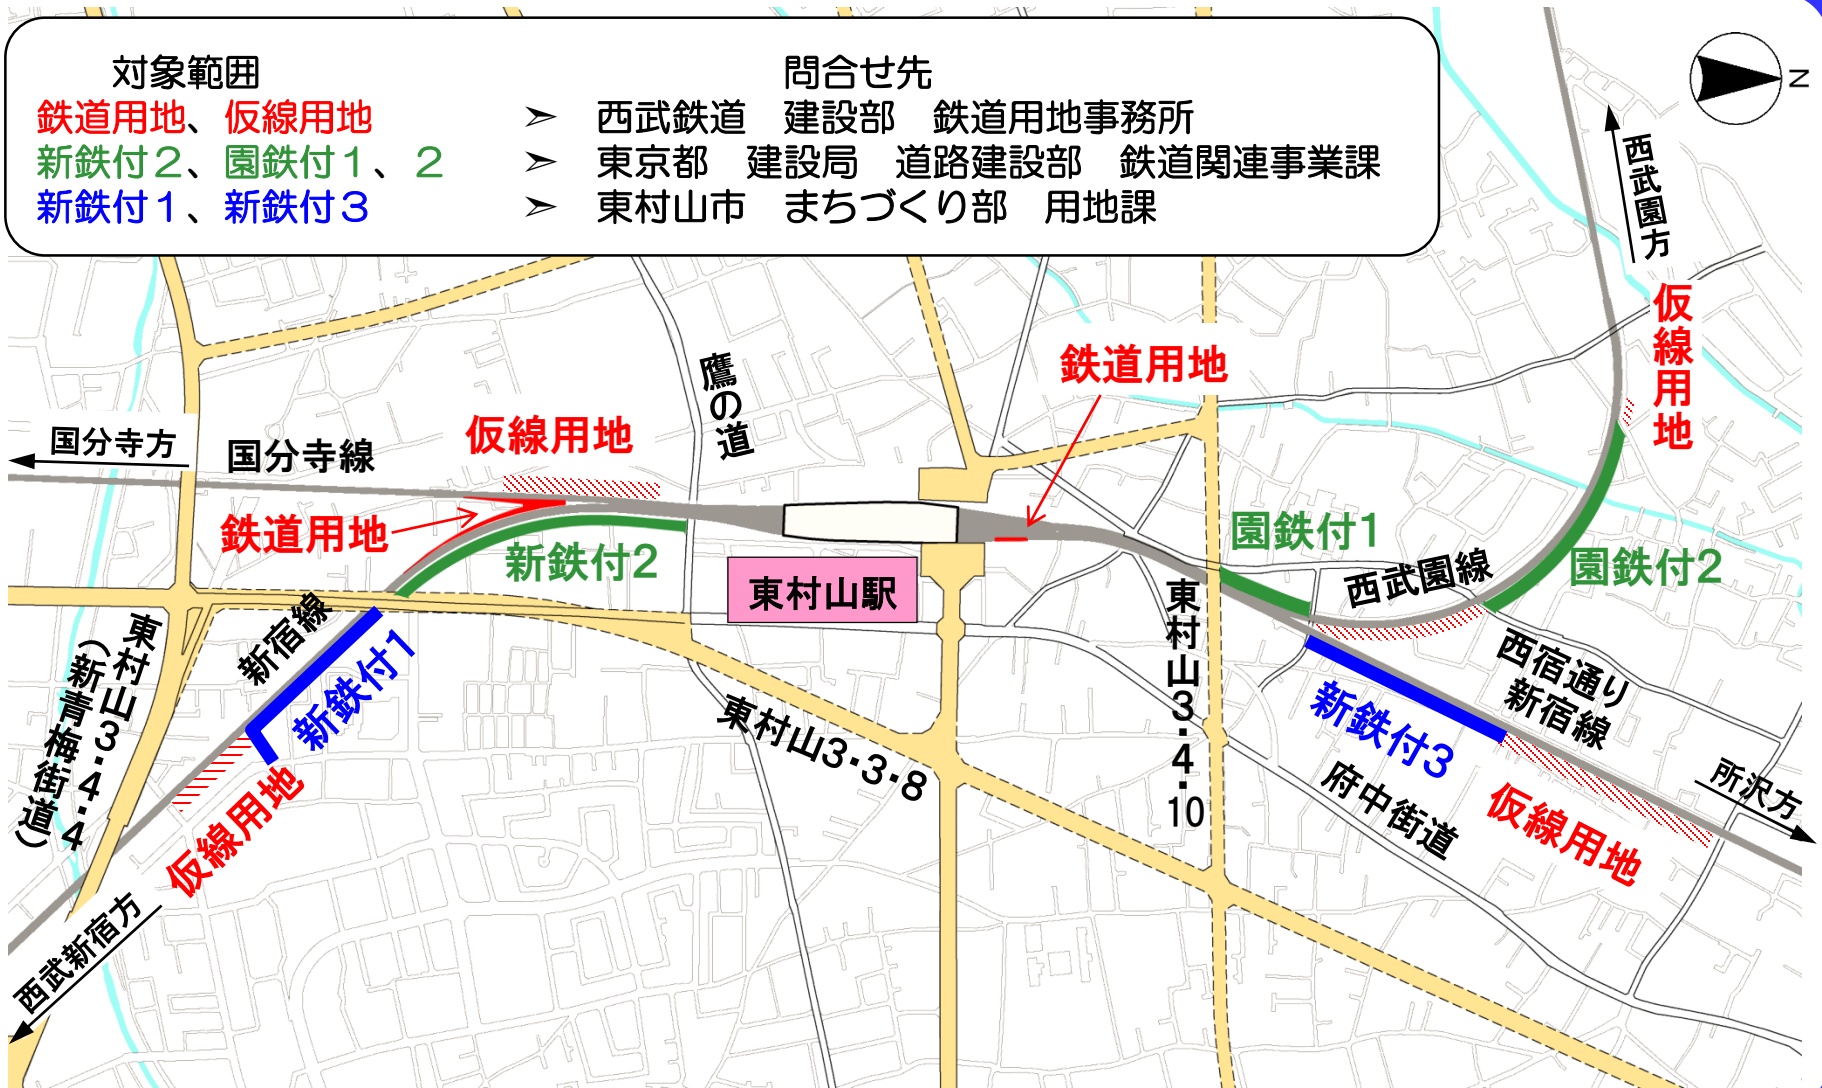 対象範囲　問合せ先
鉄道用地、仮線用地　➢　西武鉄道　建設部　鉄道用地事務所
新鉄付２、園鉄付１、２　➢　東京都　建設局　道路建設部　鉄道関連事業課
新鉄付１、新鉄付３　➢　東村山市　まちづくり部　用地課
N
西武園方
仮線用地
鉄道用地
鷹の道
仮線用地
国分寺方
国分寺線
鉄道用地
新鉄付2
園鉄付1
西武園線
園鉄付2
東村山駅
東村山3・4・10
新宿線
新鉄付1
東村山3・4・4
（新青梅街道）
仮線用地
西武新宿方
東村山3・3・8
西宿通り
新宿線
新鉄付3
府中街道
仮線用地
所沢方